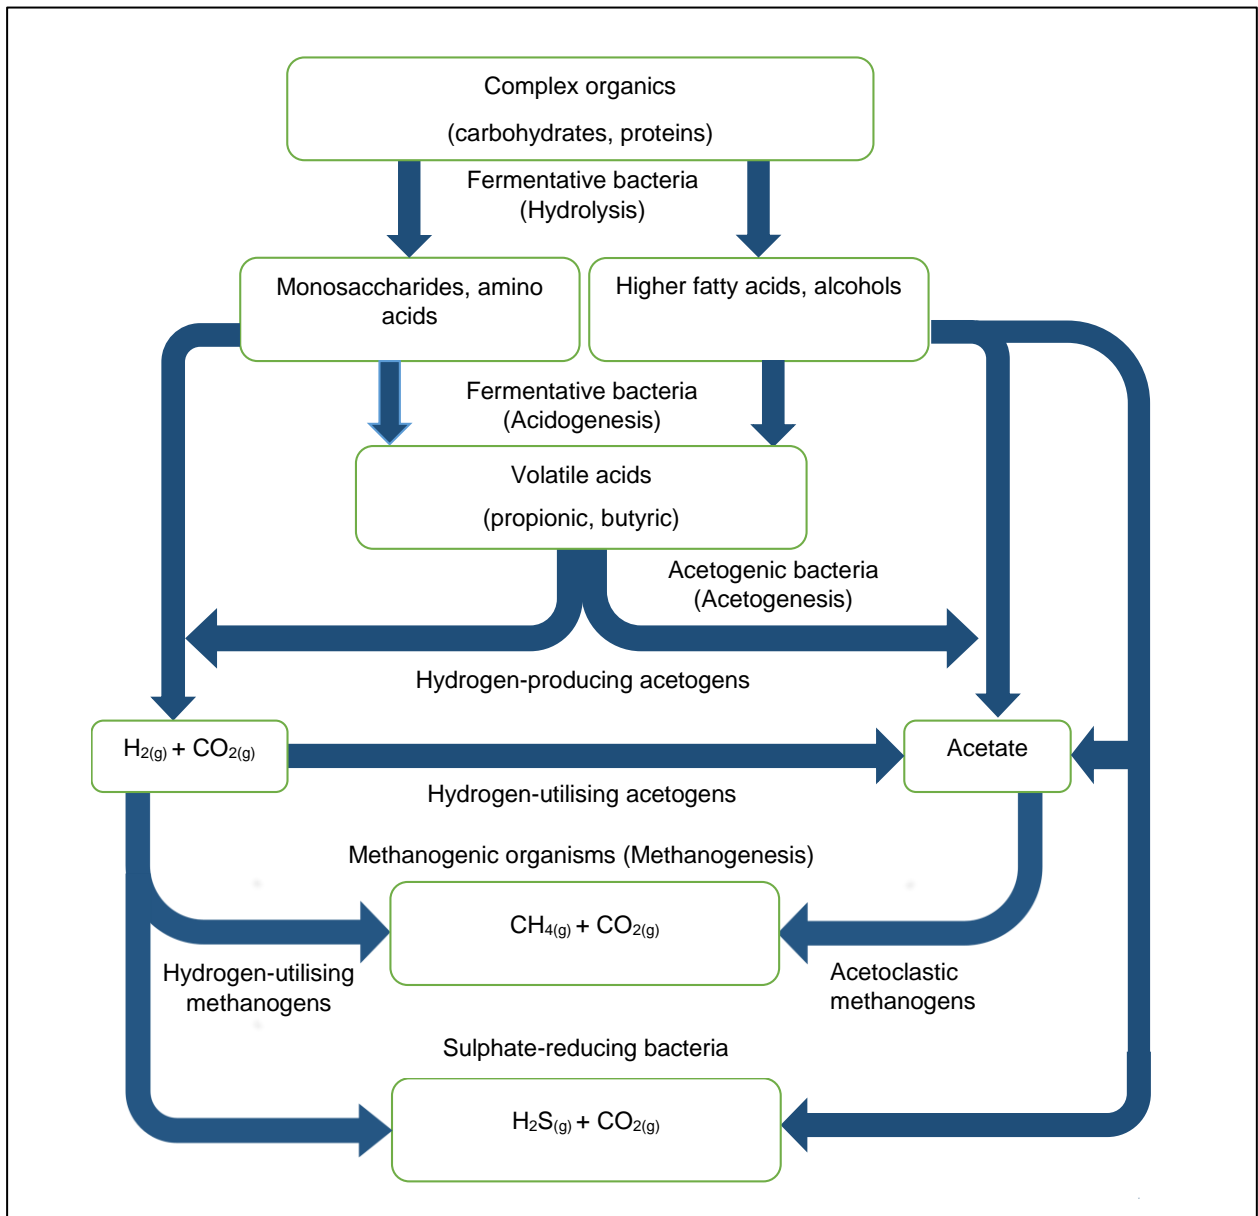 Complex organics
(carbohydrates, proteins)
Fermentative bacteria
(Hydrolysis)
Monosaccharides, amino
acids
Higher fatty acids, alcohols
Fermentative bacteria
(Acidogenesis)
Volatile acids
(propionic, butyric)
Acetogenic bacteria
(Acetogenesis)
Hydrogen-producing acetogens
H2(g) + CO2(g)
Acetate
Hydrogen-utilising acetogens
Methanogenic organisms (Methanogenesis)
CH4(g) + CO2(g)
Hydrogen-utilising
methanogens
Acetoclastic
methanogens
Sulphate-reducing bacteria
H2S(g) + CO2(g)